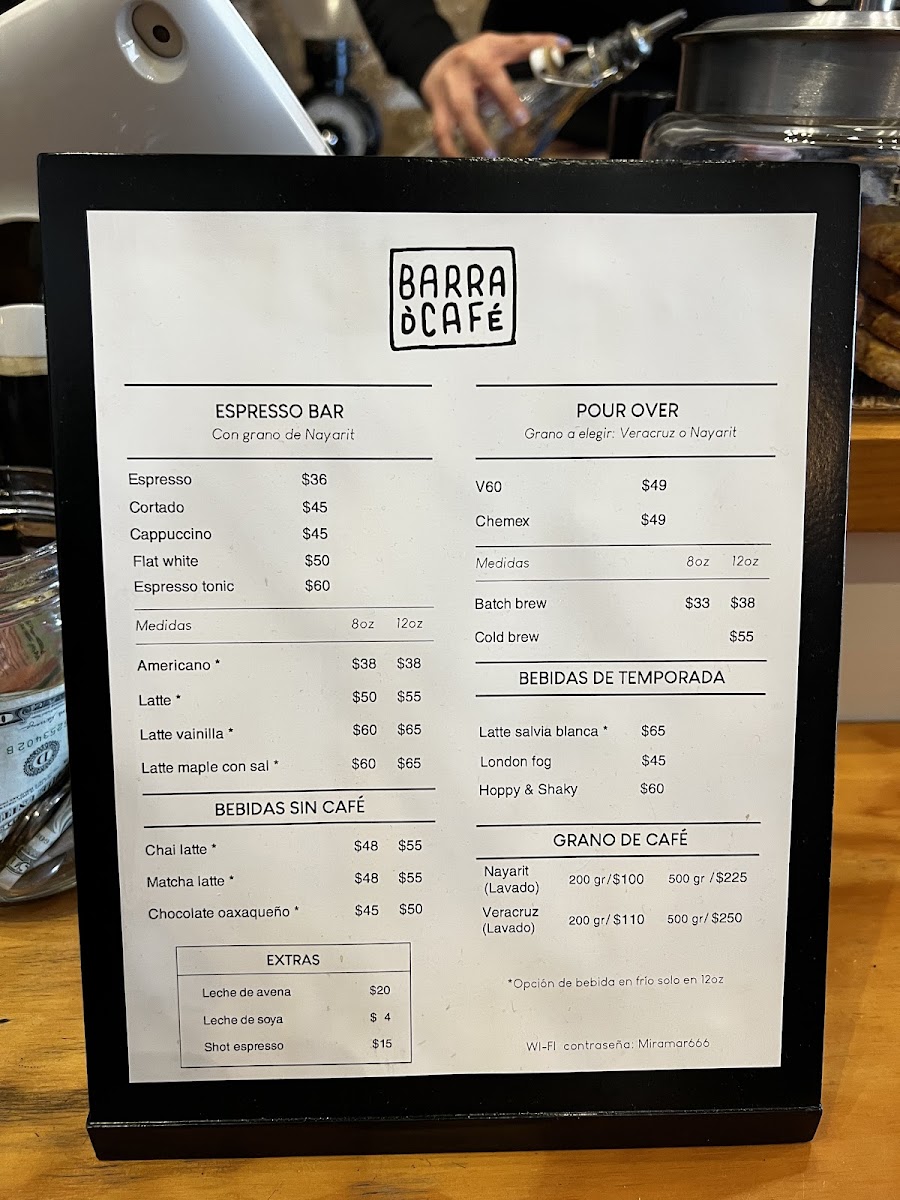 BARRA
ÒCAFÉ
ESPRESSO BAR
Con grano de Nayarit
Espresso $36
Cortado $45
Cappuccino $45
Flat white $50
Espresso tonic $60
Medidas 8oz 12oz
Americano * $38 $38
Latte * $50 $55
Latte vainilla * $60 $65
Latte maple con sal * $60 $65
BEBIDAS SIN CAFÉ
Chai latte * $48 $55
Matcha latte * $48 $55
Chocolate oaxaqueño * $45 $50
EXTRAS
Leche de avena $20
Leche de soya $ 4
Shot espresso $15
POUR OVER
Grano a elegir: Veracruz o Nayarit
V60 $49
Chemex $49
Medidas 8oz 12oz
Batch brew $33 $38
Cold brew $55
BEBIDAS DE TEMPORADA
Latte salvia blanca * $65
London fog $45
Hoppy & Shaky $60
GRANO DE CAFÉ
Nayarit
(Lavado) 200 gr/$100 500 gr /$225
Veracruz
(Lavado) 200 gr/$110 500 gr/$250
*Opción de bebida en frío solo en 12oz
WI-FI contraseña: Miramar666